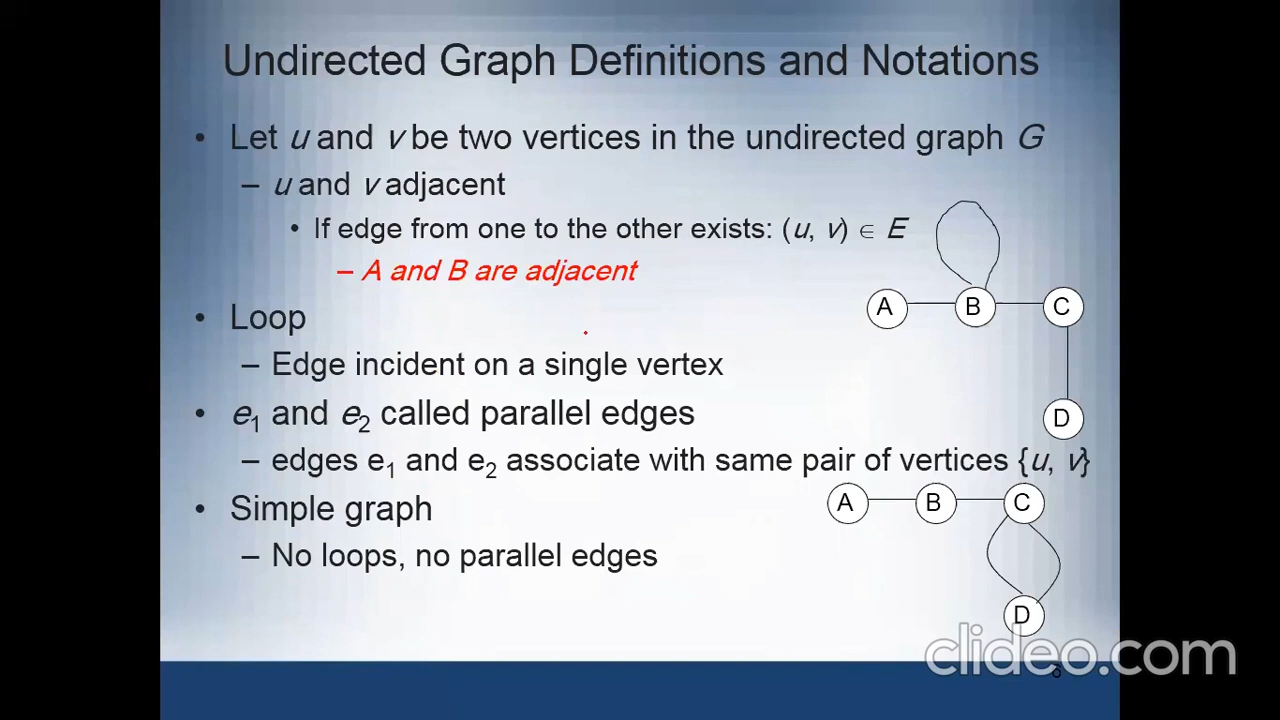 Undirected Graph Definitions and Notations
• Let u and v be two vertices in the undirected graph G
– u and v adjacent
• If edge from one to the other exists: (u, v) ∈ E
– A and B are adjacent
• Loop
– Edge incident on a single vertex
• e1 and e2 called parallel edges
– edges e1 and e2 associate with same pair of vertices {u, v}
• Simple graph
– No loops, no parallel edges
A B C
D
A B C
D
clideo.com
6